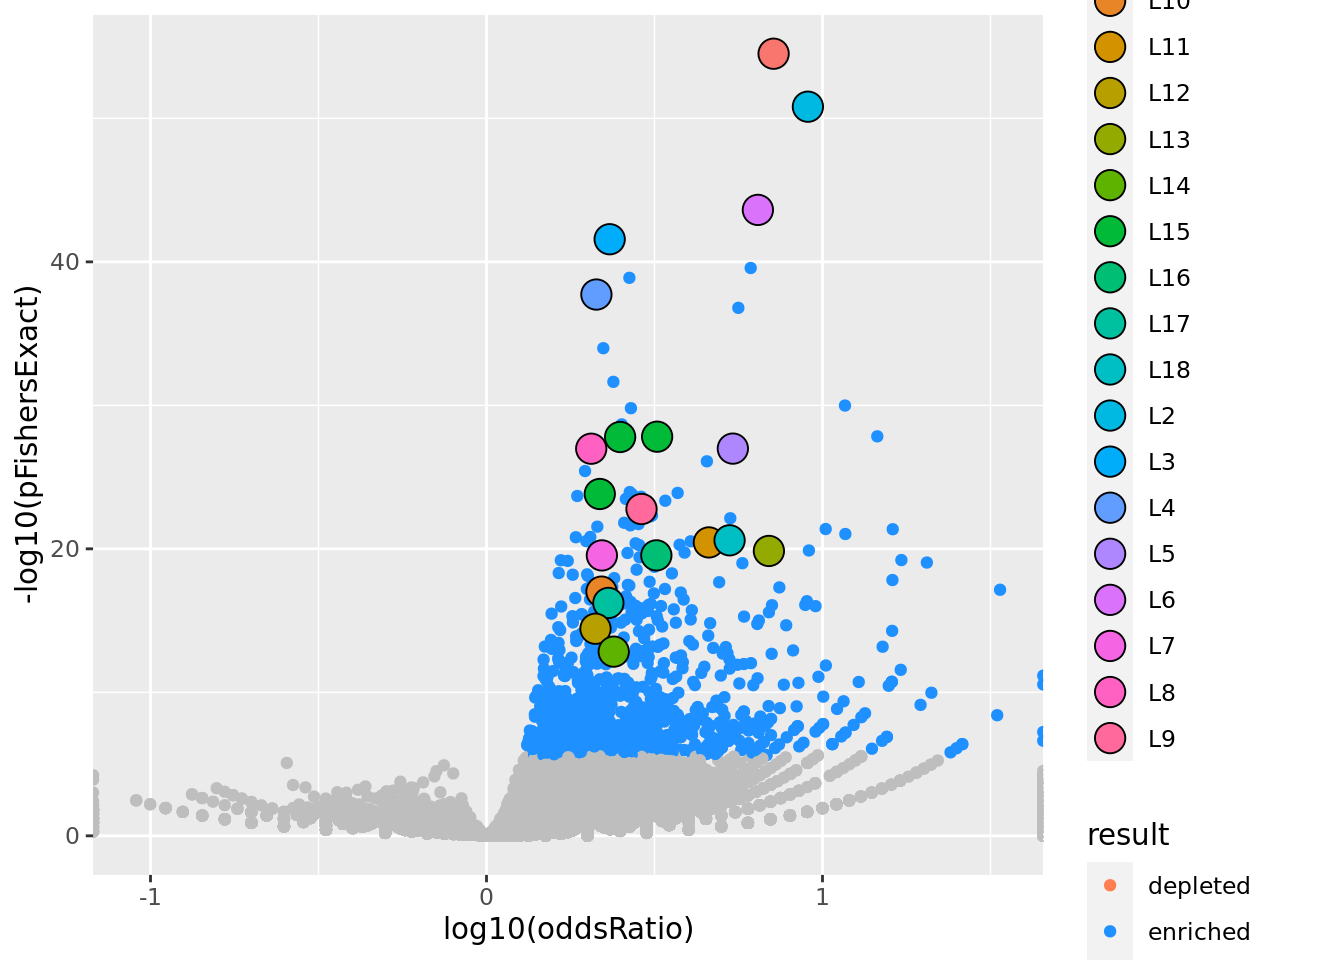 L10
L11
L12
L13
L14
L15
L16
L17
L18
L2
L3
L4
L5
L6
L7
L8
L9
result
depleted
enriched
-log10(pFishersExact)
40
20
0
-1
0
1
log10(oddsRatio)